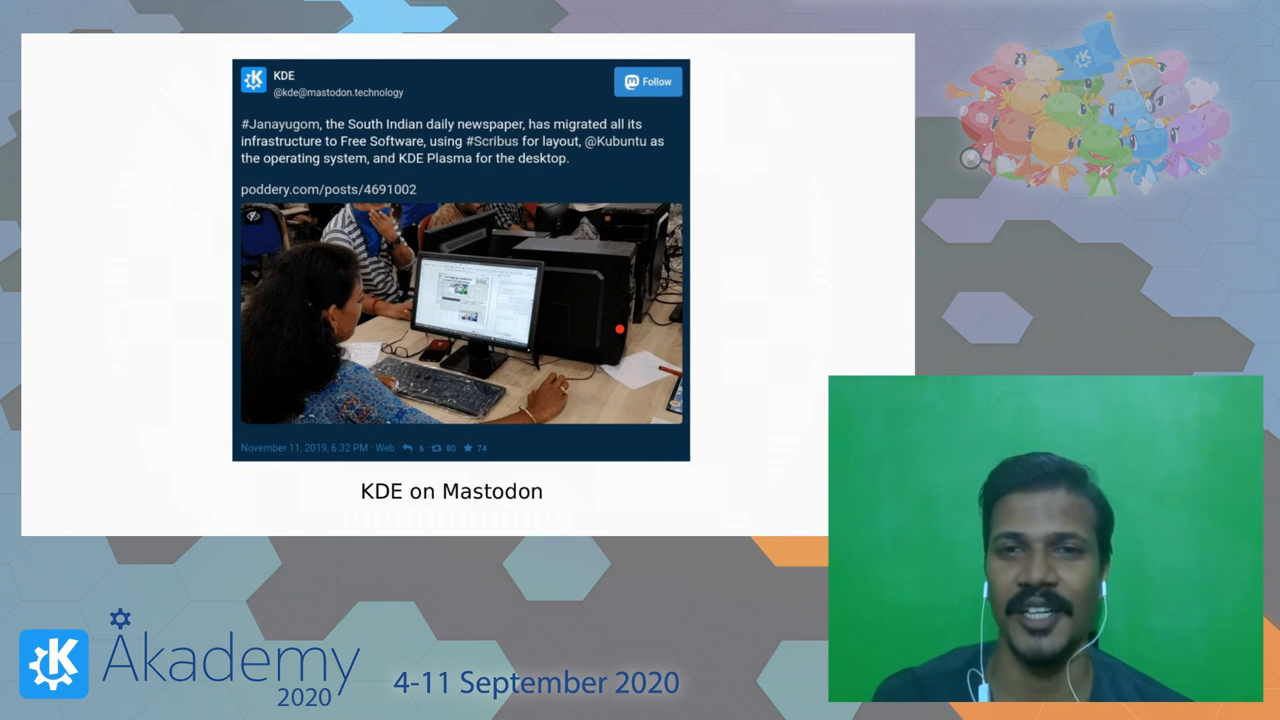 KDE
@kde@mastodon.technology
Follow
#Janayugom, the South Indian daily newspaper, has migrated all its
infrastructure to Free Software, using #Scribus for layout, @Kubuntu as
the operating system, and KDE Plasma for the desktop.
poddery.com/posts/4691002
November 11, 2019, 6:32 PM · Web · 6 80 74
KDE on Mastodon
Akademy
2020
4-11 September 2020